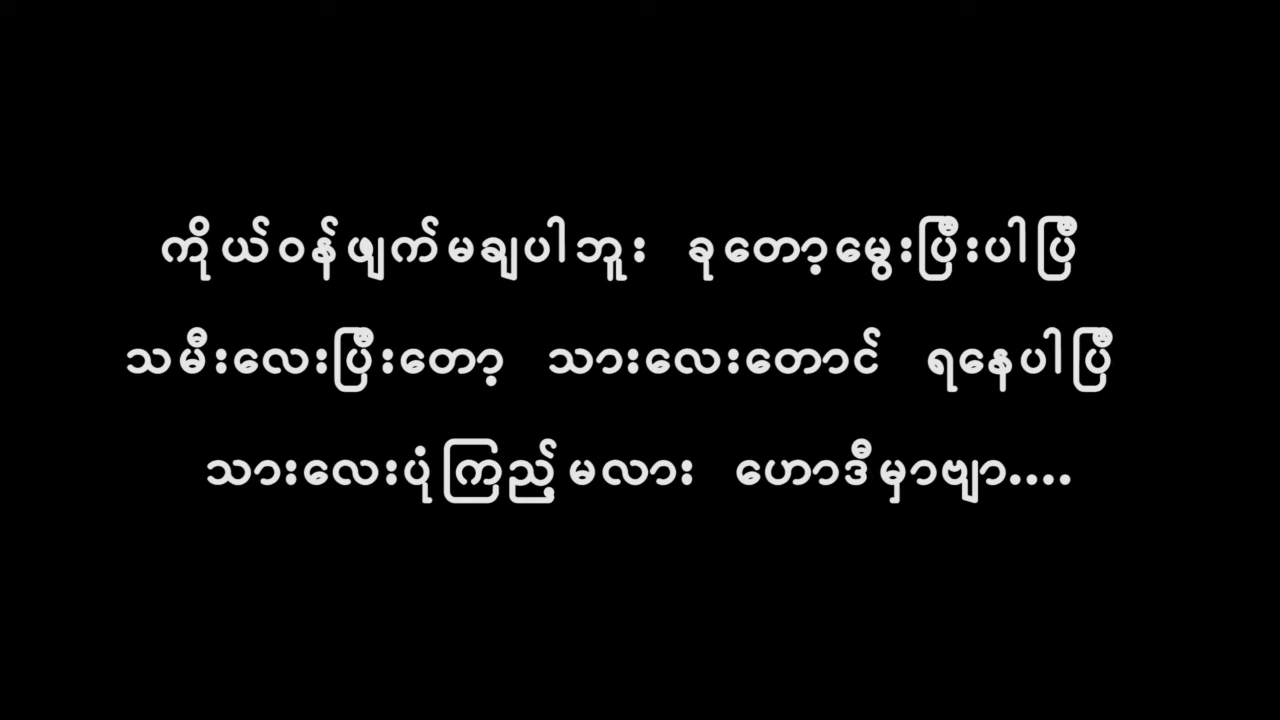 ကိုယ်ဝန်ဖျက်မချပါဘူး ခုတော့မွေးပြီးပါပြီ
သမီးလေးပြီးတော့ သားလေးတောင် ရနေပါပြီ
သားလေးပုံကြည့်မလား ဟောဒီမှာဗျာ....